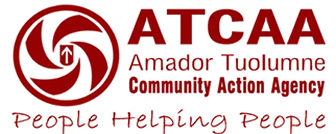 ATCAA
Amador Tuolumne
Community Action Agency
People Helping People